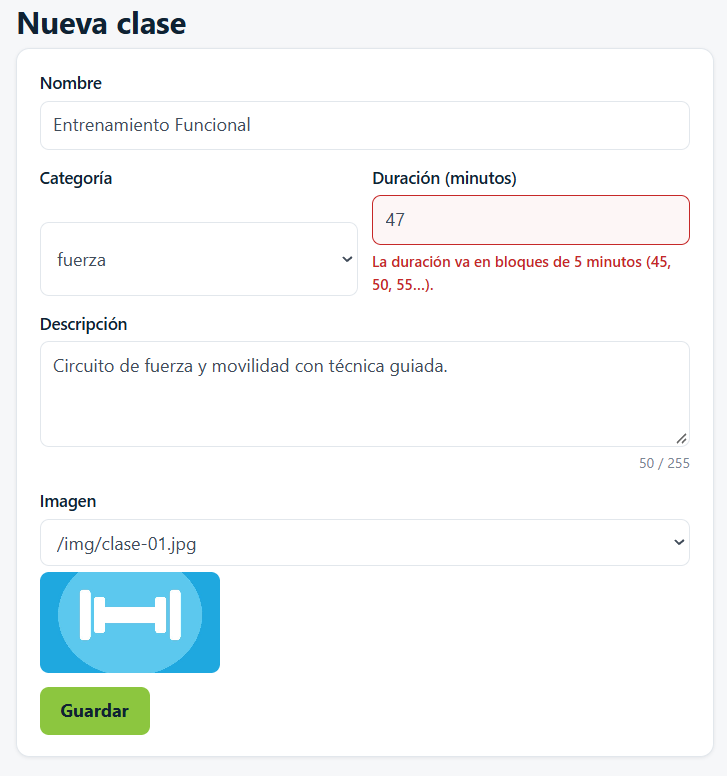 Nueva clase
Nombre
Entrenamiento Funcional
Categoría
fuerza
Duración (minutos)
47
La duración va en bloques de 5 minutos (45,
50, 55...).
Descripción
Circuito de fuerza y movilidad con técnica guiada.
50 / 255
Imagen
/img/clase-01.jpg
Guardar